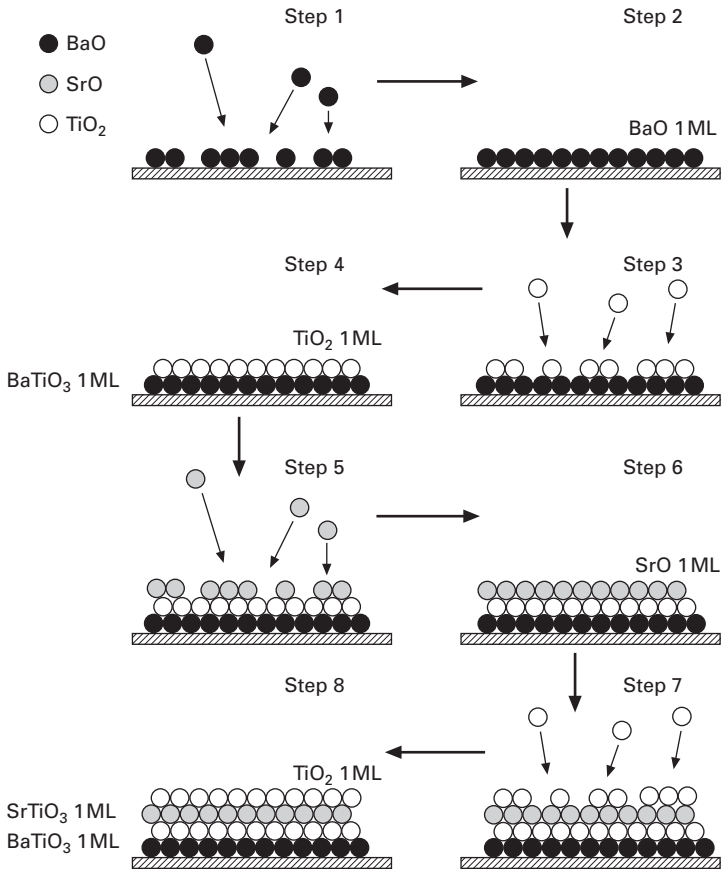 Step 1
Step 2
BaO
SrO
TiO₂
BaO 1ML
Step 4
Step 3
TiO₂ 1ML
BaTiO₃ 1ML
Step 5
Step 6
SrO 1ML
Step 8
Step 7
TiO₂ 1ML
SrTiO₃ 1ML
BaTiO₃ 1ML